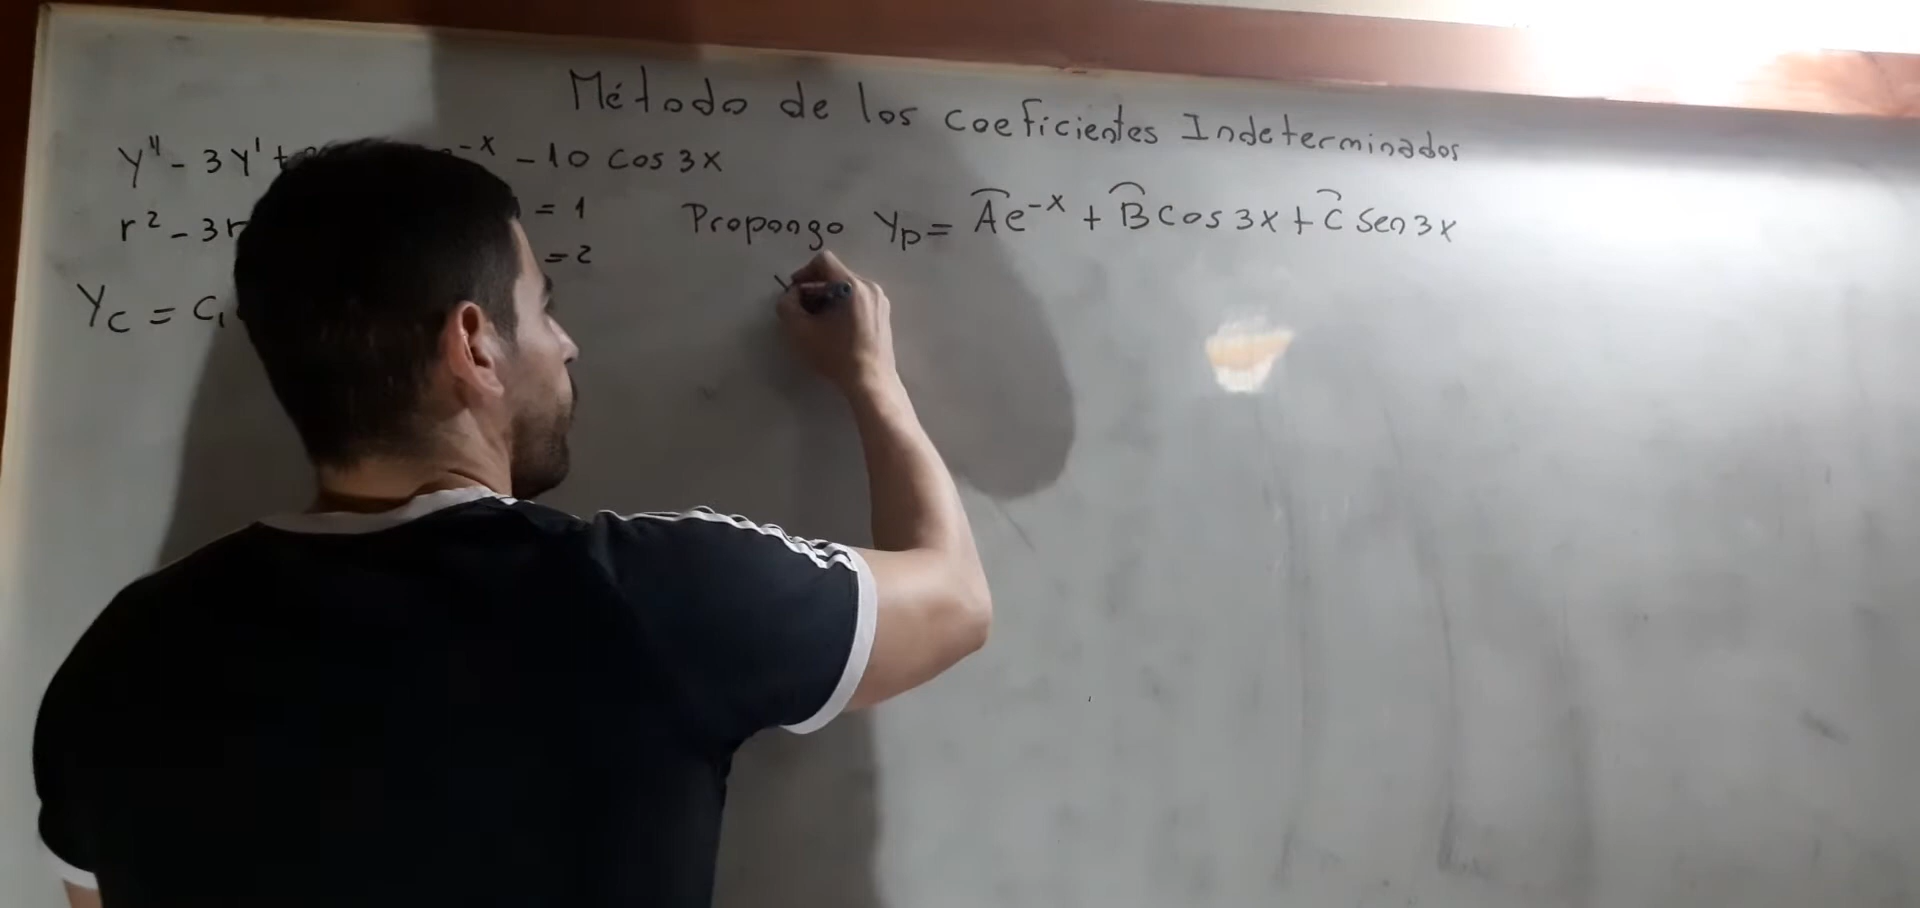 Método de los coeficientes Indeterminados
y'' - 3y' + -x - 10 cos 3x
r² - 3r = 1
= 2
Yc = C₁
Propongo Yp = Ae^-x + B cos 3x + C sen 3x